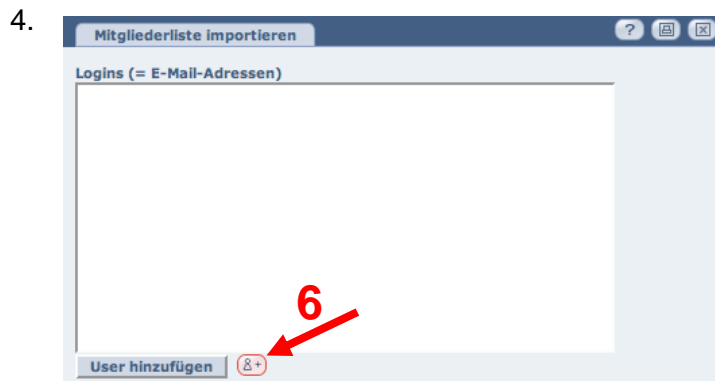 4.
Mitgliederliste importieren
?
Logins (= E-Mail-Adressen)
6
User hinzufügen